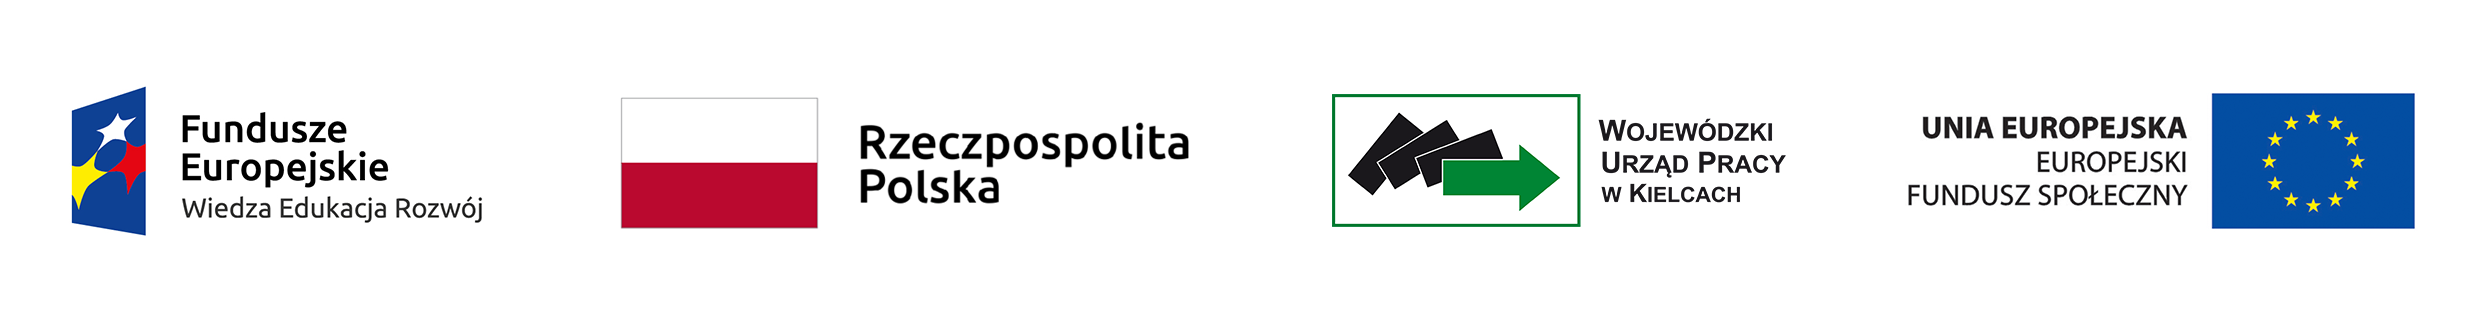 Fundusze
Europejskie
Wiedza Edukacja Rozwój
Rzeczpospolita
Polska
WOJEWÓDZKI
URZĄD PRACY
W KIELCACH
UNIA EUROPEJSKA
EUROPEJSKI
FUNDUSZ SPOŁECZNY